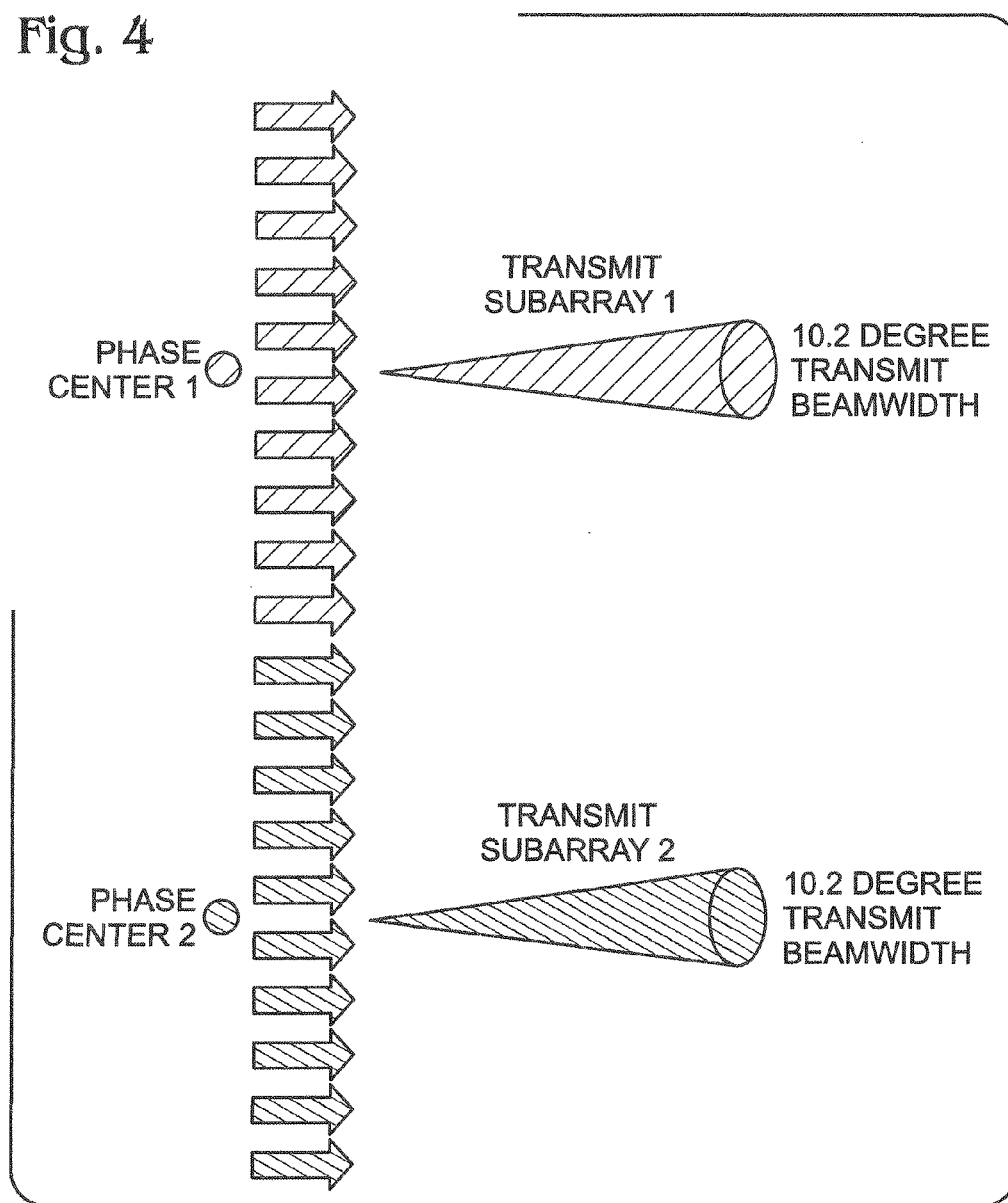 Fig. 4
TRANSMIT
SUBARRAY 1
PHASE
CENTER 1
10.2 DEGREE
TRANSMIT
BEAMWIDTH
TRANSMIT
SUBARRAY 2
PHASE
CENTER 2
10.2 DEGREE
TRANSMIT
BEAMWIDTH